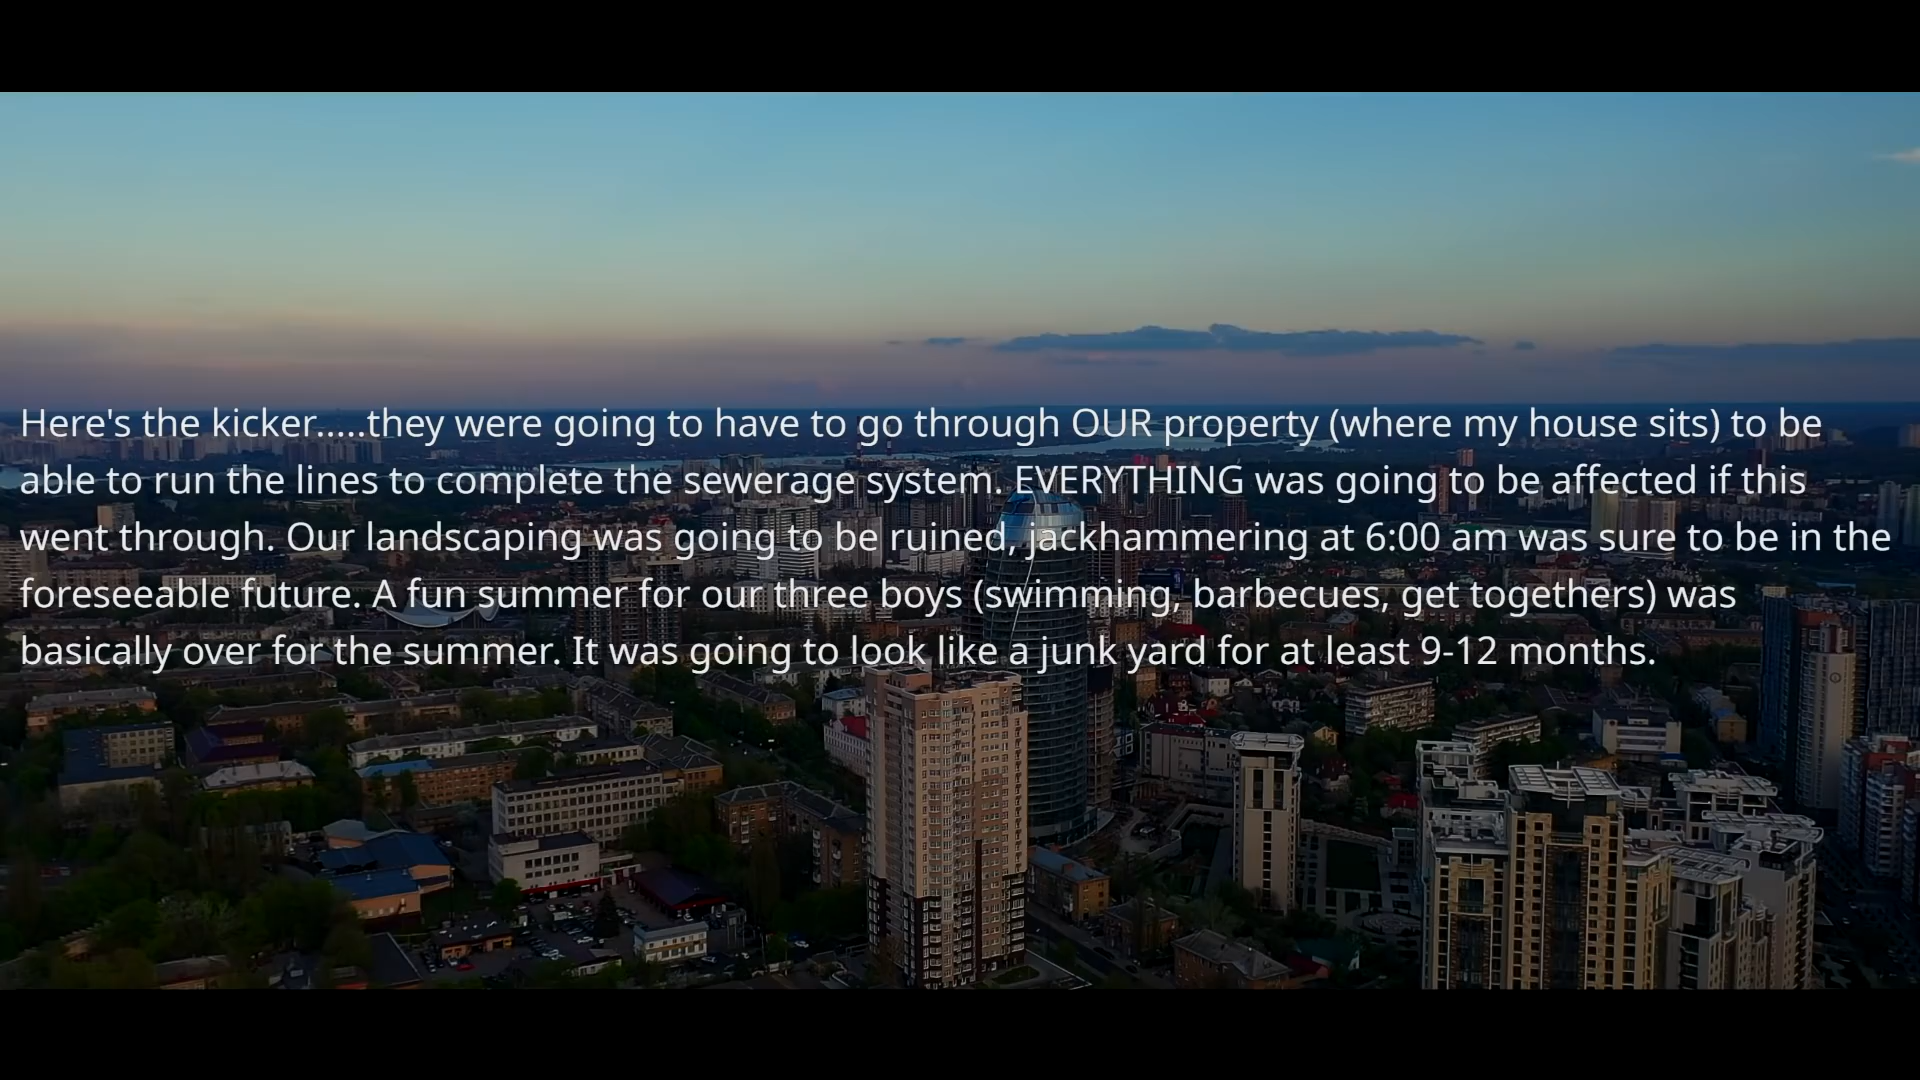 Here's the kicker.....they were going to have to go through OUR property (where my house sits) to be
able to run the lines to complete the sewerage system. EVERYTHING was going to be affected if this
went through. Our landscaping was going to be ruined, jackhammering at 6:00 am was sure to be in the
foreseeable future. A fun summer for our three boys (swimming, barbecues, get togethers) was
basically over for the summer. It was going to look like a junk yard for at least 9-12 months.